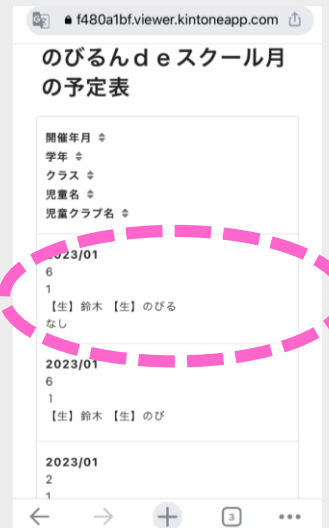 f480a1bf.viewer.kintoneapp.com
のびるんｄｅスクール月
の予定表
開催年月
学年
クラス
児童名
児童クラブ名
2023/01
6
1
【生】鈴木 【生】のびる
なし
2023/01
6
1
【生】鈴木 【生】のび
2023/01
2
1
3